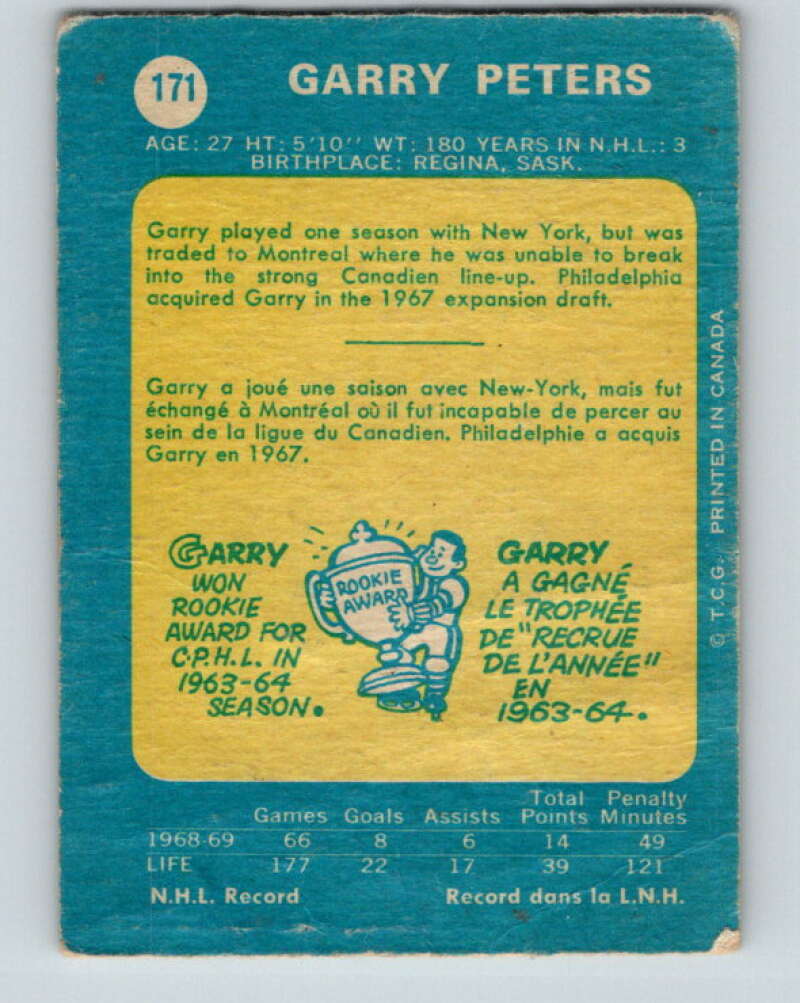 171 GARRY PETERS
AGE: 27 HT: 5'10'' WT: 180 YEARS IN N.H.L.: 3
BIRTHPLACE: REGINA, SASK.
Garry played one season with New York, but was
traded to Montreal where he was unable to break
into the strong Canadien line-up. Philadelphia
acquired Garry in the 1967 expansion draft.
Garry a joué une saison avec New-York, mais fut
échangé à Montréal où il fut incapable de percer au
sein de la ligue du Canadien. Philadelphie a acquis
Garry en 1967.
GARRY
WON
ROOKIE
AWARD FOR
C.P.H.L. IN
1963-64
SEASON.
ROOKIE
AWARD
GARRY
A GAGNÉ
LE TROPHÉE
DE "RECRUE
DE L'ANNÉE"
EN
1963-64.
© T.C.G. PRINTED IN CANADA
Total Penalty
Games Goals Assists Points Minutes
1968-69 66 8 6 14 49
LIFE 177 22 17 39 121
N.H.L. Record Record dans la L.N.H.